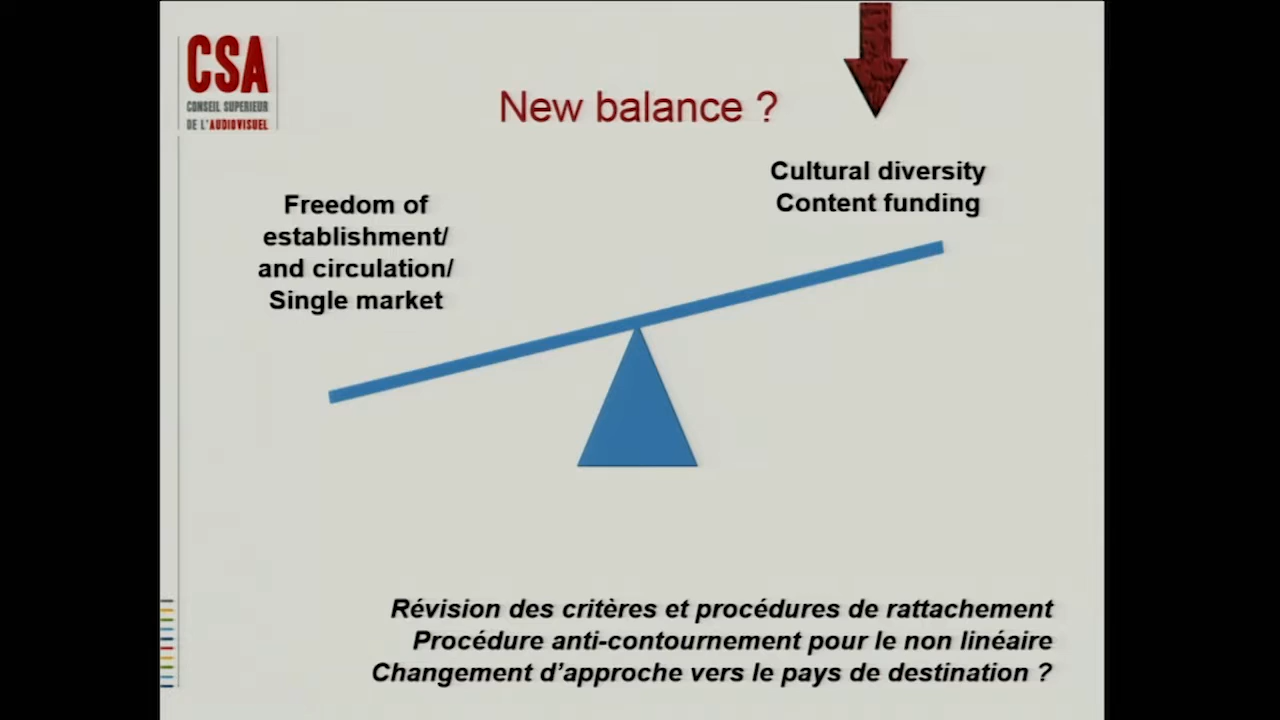 CSA
CONSEIL SUPERIEUR
DE L'AUDIOVISUEL
New balance ?
Cultural diversity
Content funding
Freedom of
establishment/
and circulation/
Single market
Révision des critères et procédures de rattachement
Procédure anti-contournement pour le non linéaire
Changement d’approche vers le pays de destination ?